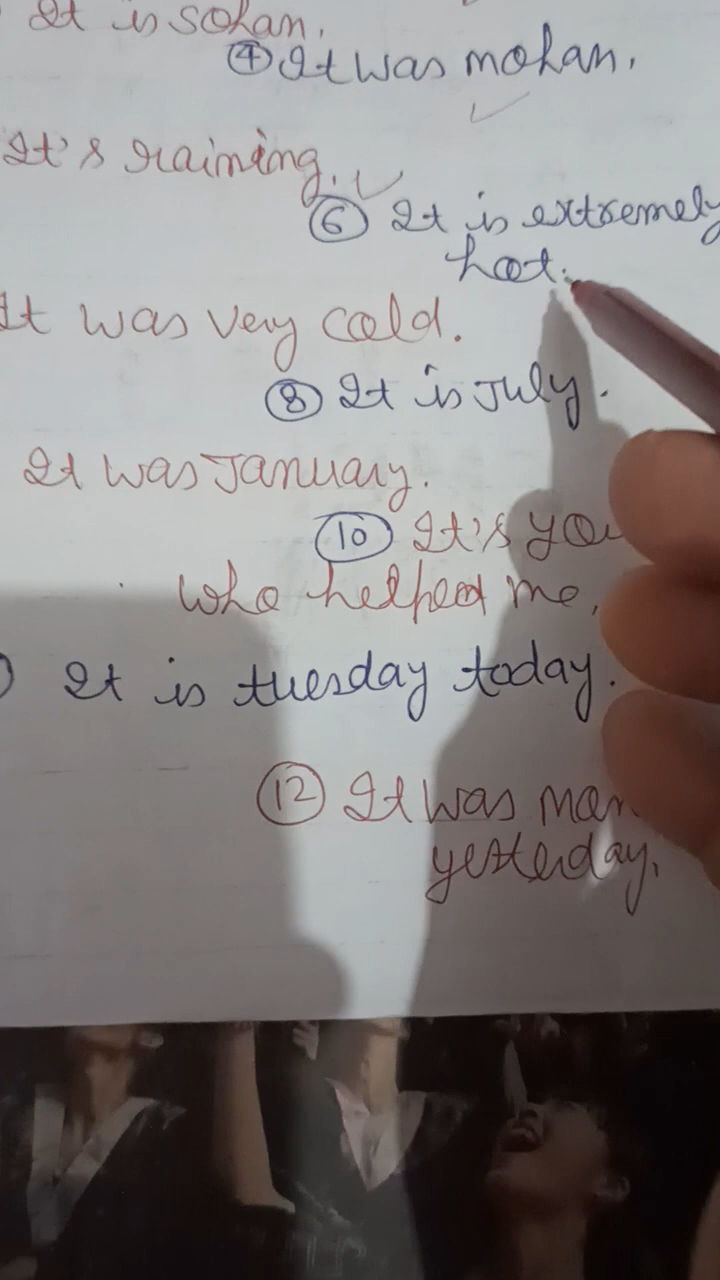 It is sohan.
④ It was mohan.
It's raining.
⑥ It is extremely
hot.
It was very cold.
⑧ It is July.
It was January.
⑩ It's
who helped me.
It is tuesday today.
⑫ It was
yesterday.